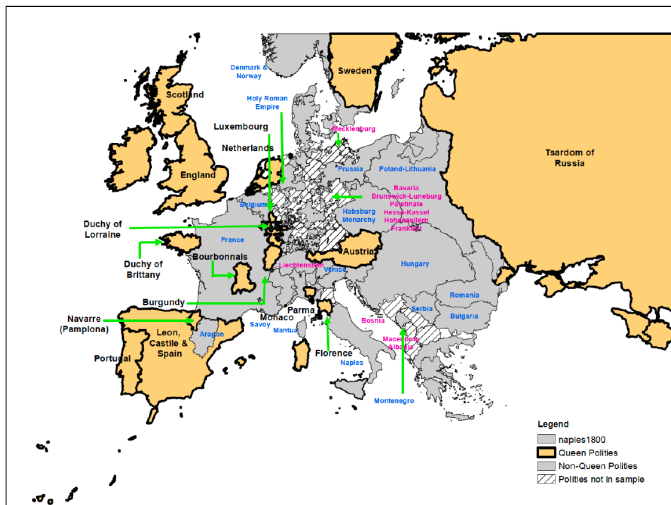 Denmark &
Norway
Sweden
Scotland
Holy Roman
Empire
Luxembourg
Mecklenburg
Netherlands
Tsardom of
Russia
England
Prussia
Poland-Lithuania
Bavaria
Brunswick-Luneburg
Palatinate
Hesse-Kassel
Hohenzollern
Frankfurt
Belgium
Habsburg
Monarchy
Duchy of
Lorraine
France
Austria
Bourbonnais
Duchy of
Brittany
Liechtenstein
Venice
Hungary
Burgundy
Parma
Romania
Monaco
Serbia
Navarre
(Pamplona)
Savoy
Bosnia
Bulgaria
Leon,
Castile &
Spain
Aragon
Mantua
Macedonia
Albania
Portugal
Florence
Naples
Montenegro
Legend
naples1800
Queen Polities
Non-Queen Polities
Polities not in sample